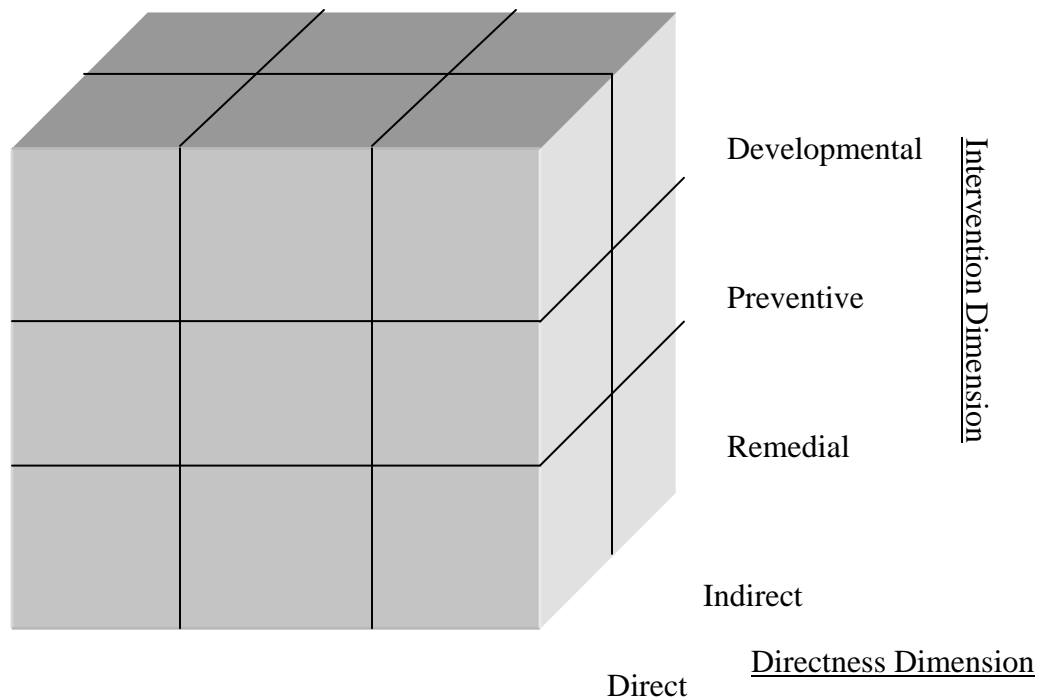 Developmental
Intervention Dimension
Preventive
Remedial
Indirect
Directness Dimension
Direct